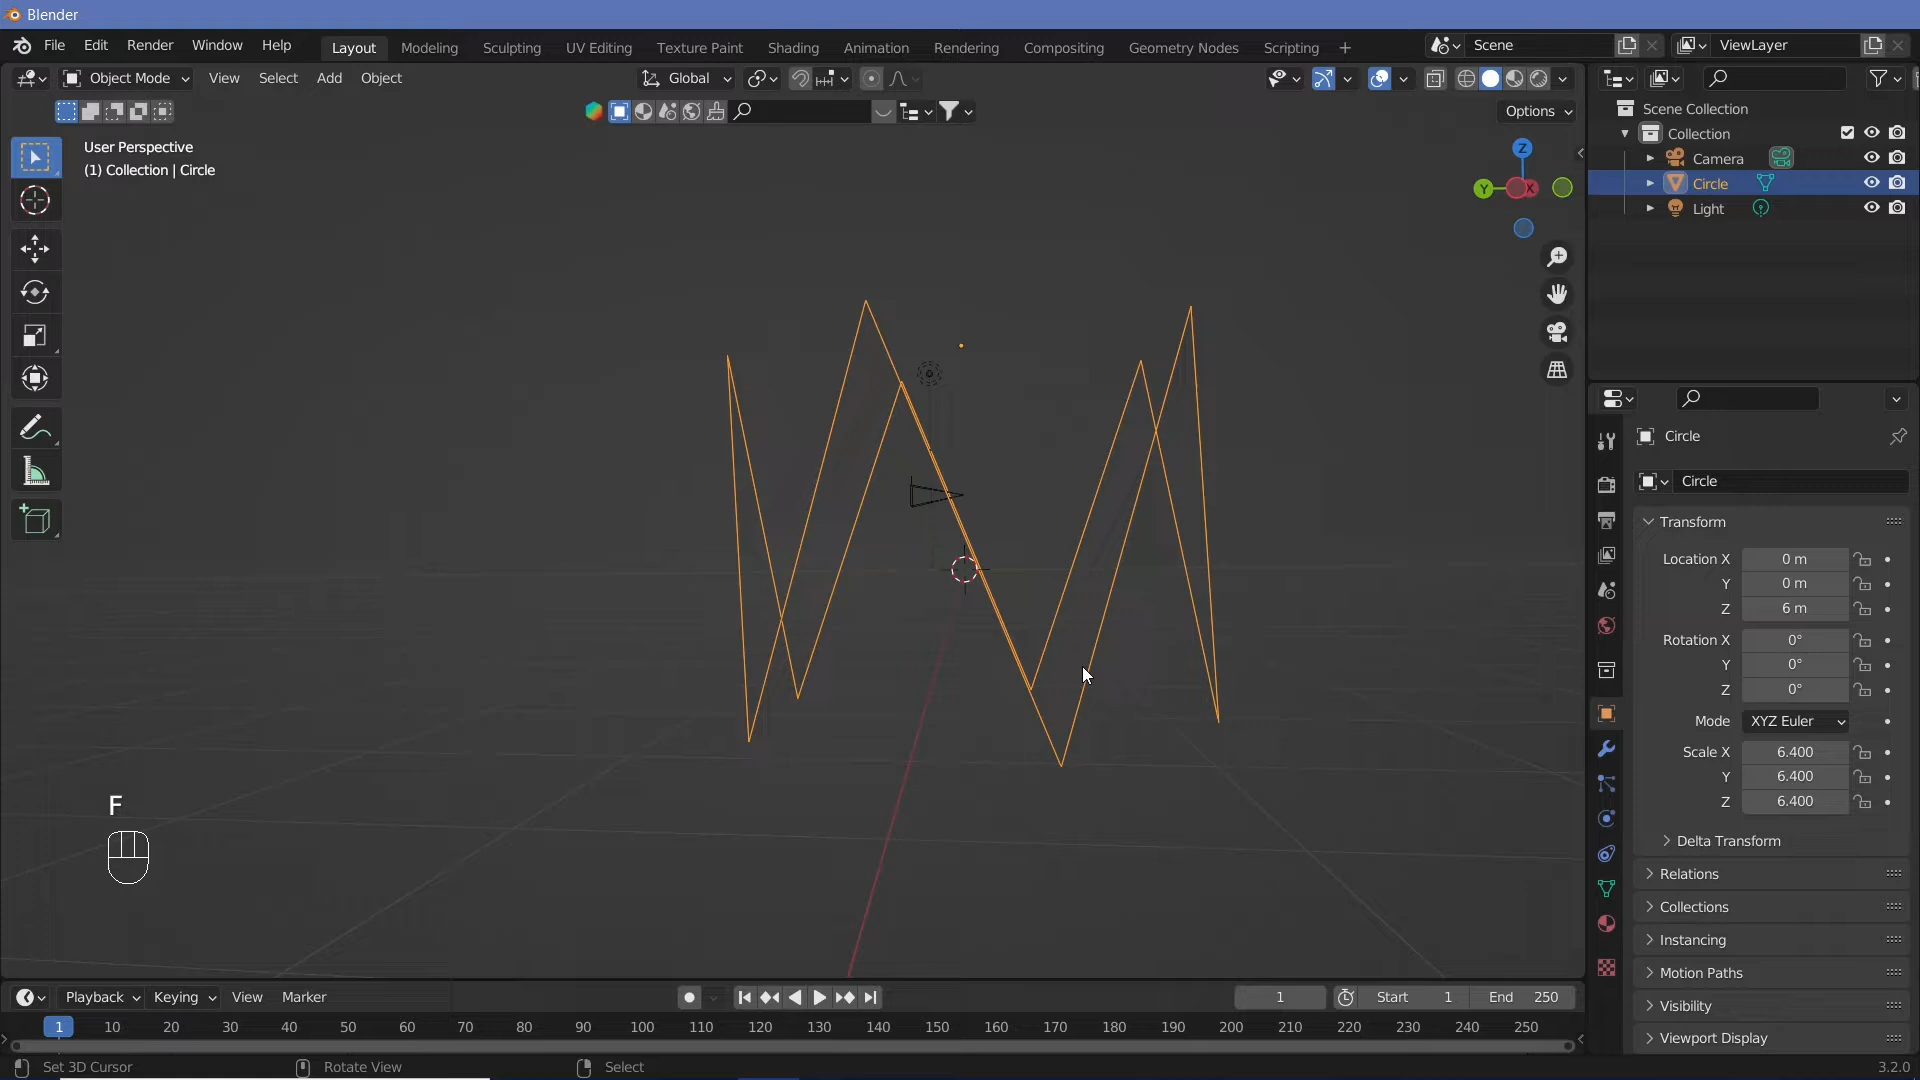 Blender
File Edit Render Window Help Layout Modeling Sculpting UV Editing Texture Paint Shading Animation Rendering Compositing Geometry Nodes Scripting + Scene ViewLayer
Object Mode View Select Add Object Global
Options
User Perspective
(1) Collection | Circle
Z
Y X
Scene Collection
Collection
Camera
Circle
Light
Circle
Circle
Transform
Location X 0 m
Y 0 m
Z 6 m
Rotation X 0°
Y 0°
Z 0°
Mode XYZ Euler
Scale X 6.400
Y 6.400
Z 6.400
Delta Transform
Relations
Collections
Instancing
Motion Paths
Visibility
Viewport Display
F
Playback Keying View Marker 1 Start 1 End 250
1 10 20 30 40 50 60 70 80 90 100 110 120 130 140 150 160 170 180 190 200 210 220 230 240 250
Set 3D Cursor Rotate View Select 3.2.0